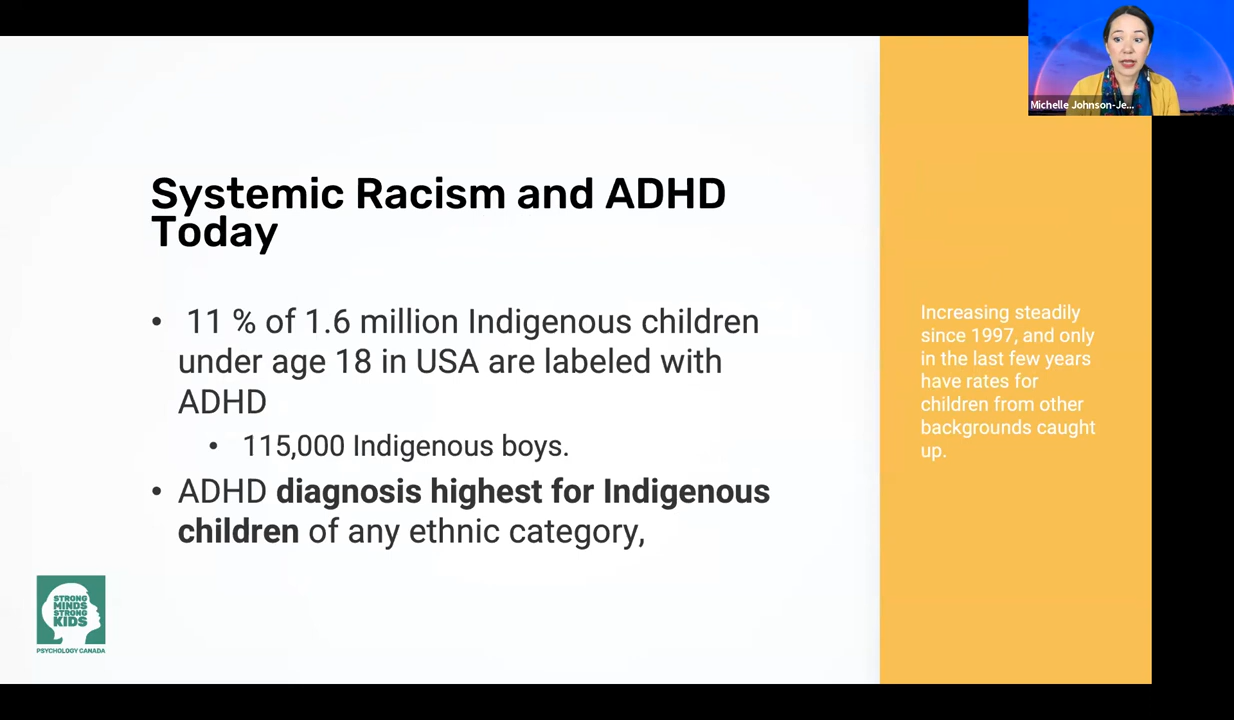 Michelle Johnson-Je...
Systemic Racism and ADHD
Today
• 11 % of 1.6 million Indigenous children
under age 18 in USA are labeled with
ADHD
• 115,000 Indigenous boys.
• ADHD diagnosis highest for Indigenous
children of any ethnic category,
Increasing steadily
since 1997, and only
in the last few years
have rates for
children from other
backgrounds caught
up.
STRONG
MINDS
STRONG
KIDS
PSYCHOLOGY CANADA